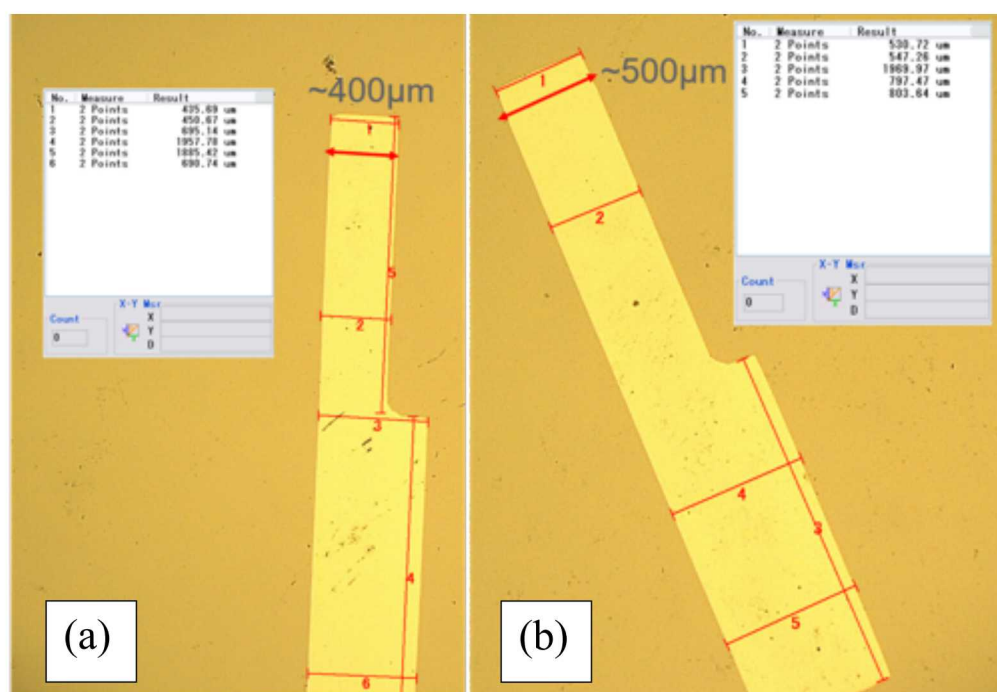 No. Measure Result
1 2 Points 435.69 um
2 2 Points 450.67 um
3 2 Points 695.14 um
4 2 Points 1957.78 um
5 2 Points 1885.42 um
6 2 Points 690.74 um
Count
0
X-Y Msr
X
Y
D
~400μm
1
5
2
3
4
6
(a)
No. Measure Result
1 2 Points 530.72 um
2 2 Points 547.26 um
3 2 Points 1969.97 um
4 2 Points 797.47 um
5 2 Points 803.64 um
Count
0
X-Y Msr
X
Y
D
~500μm
1
2
4
3
5
(b)